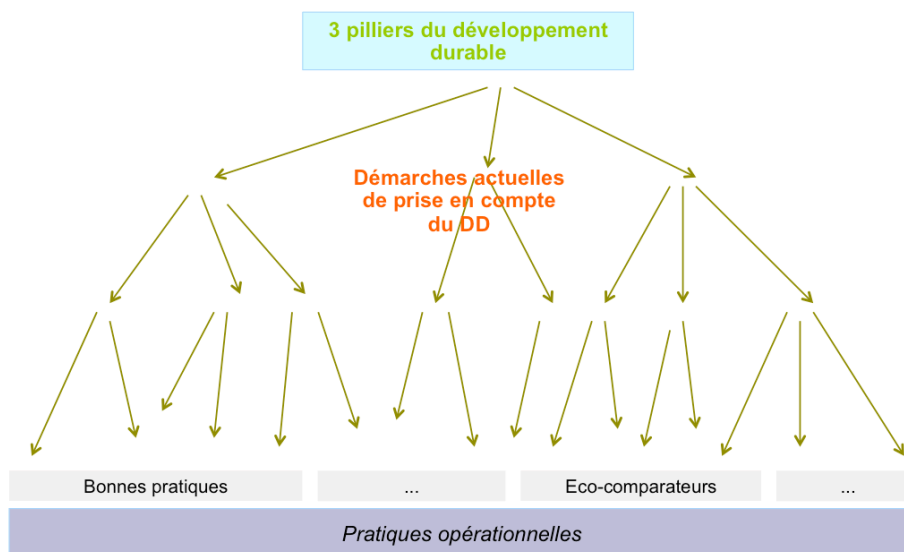 3 pilliers du développement
durable
Démarches actuelles
de prise en compte
du DD
Bonnes pratiques
...
Eco-comparateurs
...
Pratiques opérationnelles